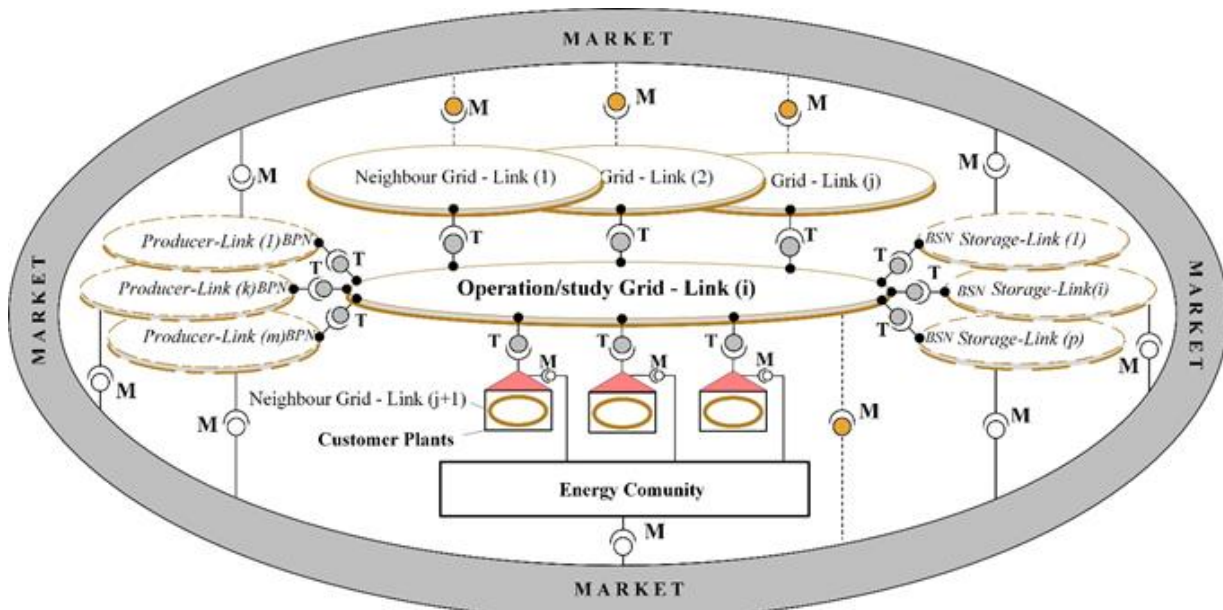 MARKET
M
M
M
M
M
Neighbour Grid - Link (1)
Grid - Link (2)
Grid - Link (j)
Producer-Link (1)BPN
T
T
T
T
BSN Storage-Link (1)
Producer-Link (k)BPN
T
Operation/study Grid - Link (i)
T
BSN Storage-Link(i)
T
Producer-Link (m)BPN
T
T
BSN Storage-Link (p)
MARKET
MARKET
T
T
T
M
M
M
M
M
Neighbour Grid - Link (j+1)
Customer Plants
M
M
M
Energy Comunity
M
MARKET